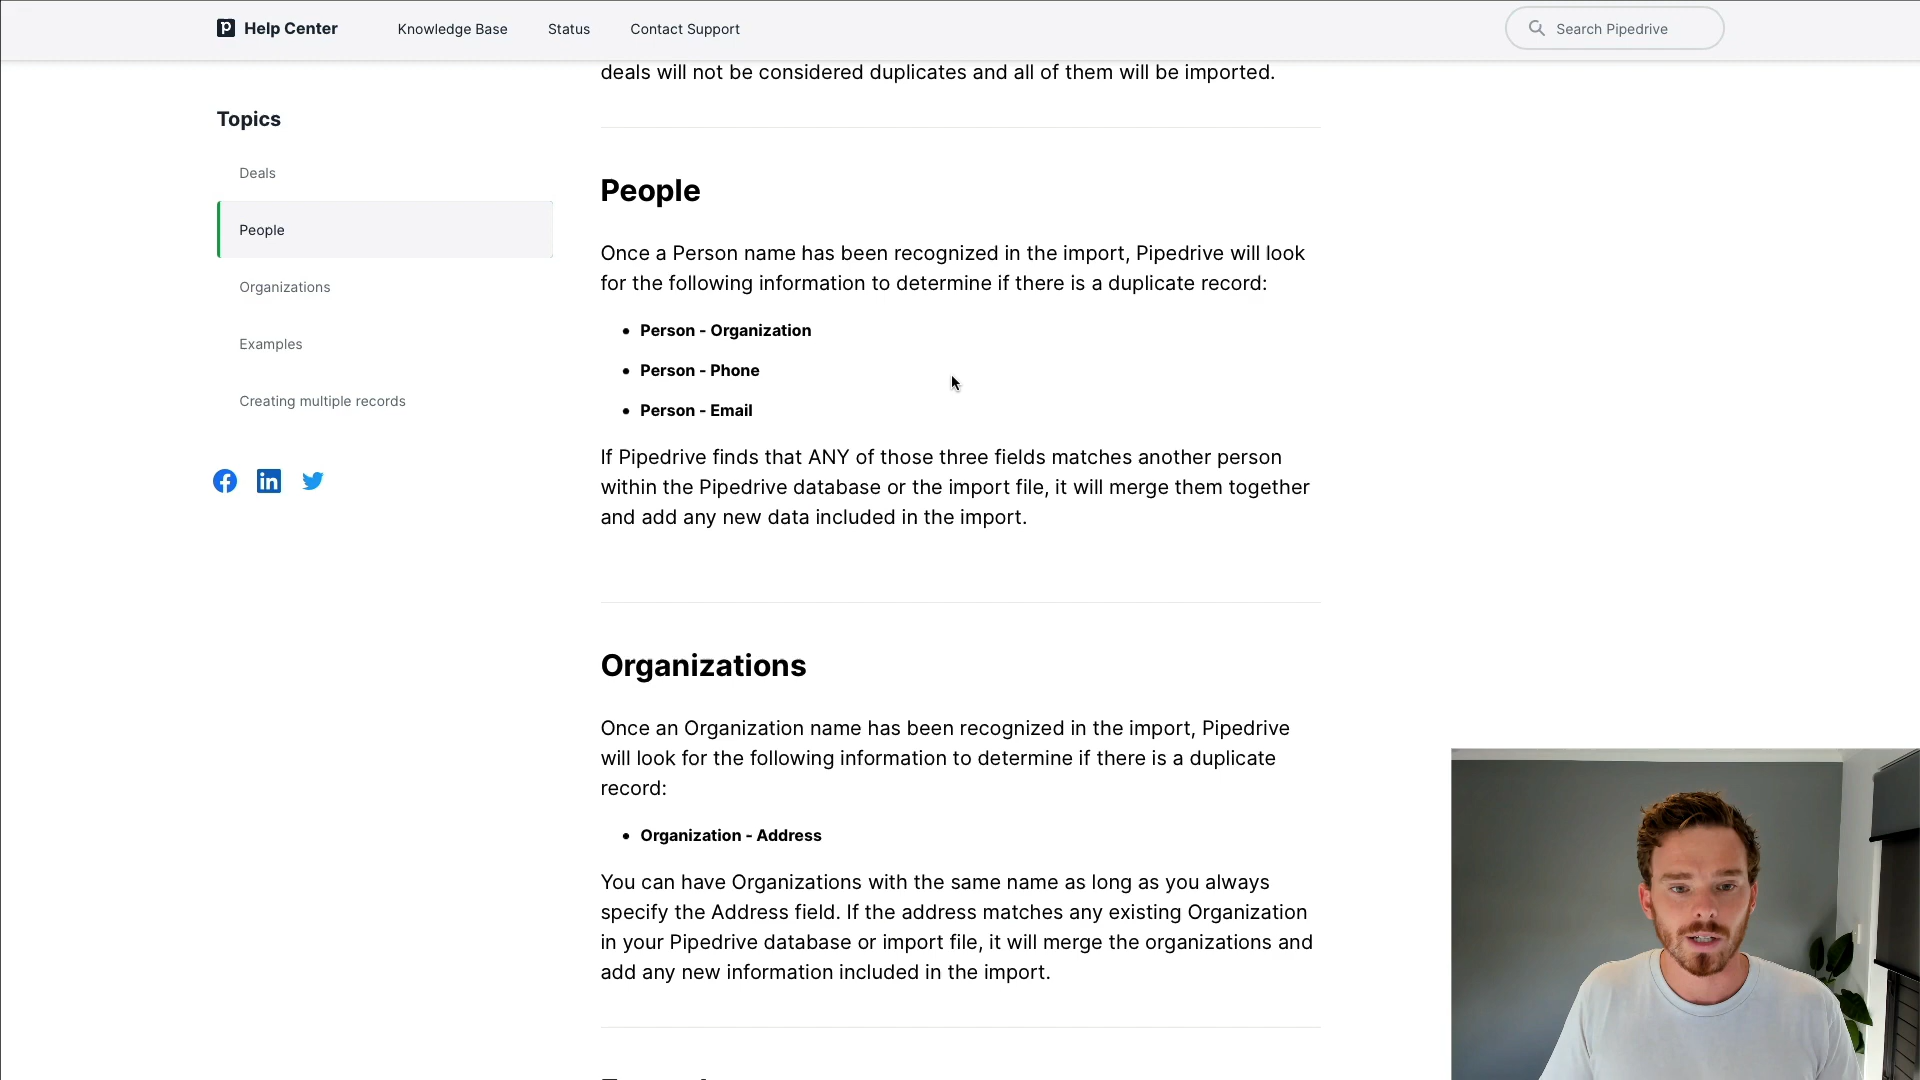 Help Center
Knowledge Base
Status
Contact Support
Search Pipedrive
Topics
Deals
People
Organizations
Examples
Creating multiple records
deals will not be considered duplicates and all of them will be imported.
People
Once a Person name has been recognized in the import, Pipedrive will look
for the following information to determine if there is a duplicate record:
• Person - Organization
• Person - Phone
• Person - Email
If Pipedrive finds that ANY of those three fields matches another person
within the Pipedrive database or the import file, it will merge them together
and add any new data included in the import.
Organizations
Once an Organization name has been recognized in the import, Pipedrive
will look for the following information to determine if there is a duplicate
record:
• Organization - Address
You can have Organizations with the same name as long as you always
specify the Address field. If the address matches any existing Organization
in your Pipedrive database or import file, it will merge the organizations and
add any new information included in the import.